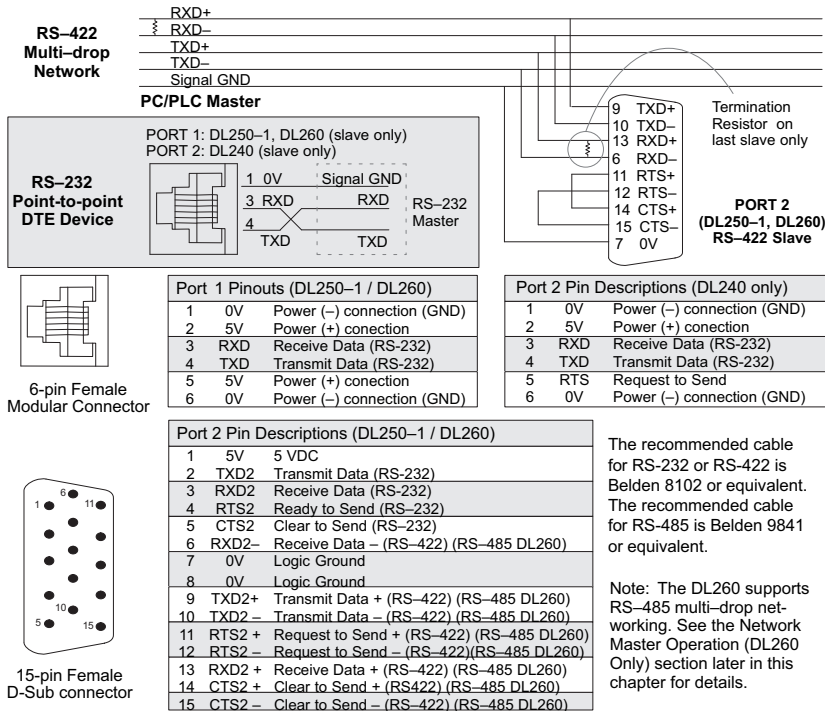 RS–422
Multi–drop
Network
RXD+
RXD–
TXD+
TXD–
Signal GND
PC/PLC Master
9 TXD+
10 TXD–
13 RXD+
6 RXD–
11 RTS+
12 RTS–
14 CTS+
15 CTS–
7 0V
Termination
Resistor on
last slave only
PORT 2
(DL250–1, DL260)
RS–422 Slave
PORT 1: DL250–1, DL260 (slave only)
PORT 2: DL240 (slave only)
RS–232
Point-to-point
DTE Device
1 0V Signal GND
3 RXD RXD
4
TXD TXD
RS–232
Master
6-pin Female
Modular Connector
Port 1 Pinouts (DL250–1 / DL260)
1 0V Power (–) connection (GND)
2 5V Power (+) conection
3 RXD Receive Data (RS-232)
4 TXD Transmit Data (RS-232)
5 5V Power (+) conection
6 0V Power (–) connection (GND)
Port 2 Pin Descriptions (DL240 only)
1 0V Power (–) connection (GND)
2 5V Power (+) conection
3 RXD Receive Data (RS-232)
4 TXD Transmit Data (RS-232)
5 RTS Request to Send
6 0V Power (–) connection (GND)
1
6
11
5
10
15
15-pin Female
D-Sub connector
Port 2 Pin Descriptions (DL250–1 / DL260)
1 5V 5 VDC
2 TXD2 Transmit Data (RS-232)
3 RXD2 Receive Data (RS-232)
4 RTS2 Ready to Send (RS–232)
5 CTS2 Clear to Send (RS–232)
6 RXD2– Receive Data – (RS–422) (RS–485 DL260)
7 0V Logic Ground
8 0V Logic Ground
9 TXD2+ Transmit Data + (RS–422) (RS–485 DL260)
10 TXD2 – Transmit Data – (RS–422) (RS–485 DL260)
11 RTS2 + Request to Send + (RS–422) (RS–485 DL260)
12 RTS2 – Request to Send – (RS–422)(RS–485 DL260)
13 RXD2 + Receive Data + (RS–422) (RS–485 DL260)
14 CTS2 + Clear to Send + (RS422) (RS–485 DL260)
15 CTS2 – Clear to Send – (RS–422) (RS–485 DL260)
The recommended cable
for RS-232 or RS-422 is
Belden 8102 or equivalent.
The recommended cable
for RS-485 is Belden 9841
or equivalent.
Note: The DL260 supports
RS–485 multi–drop net-
working. See the Network
Master Operation (DL260
Only) section later in this
chapter for details.